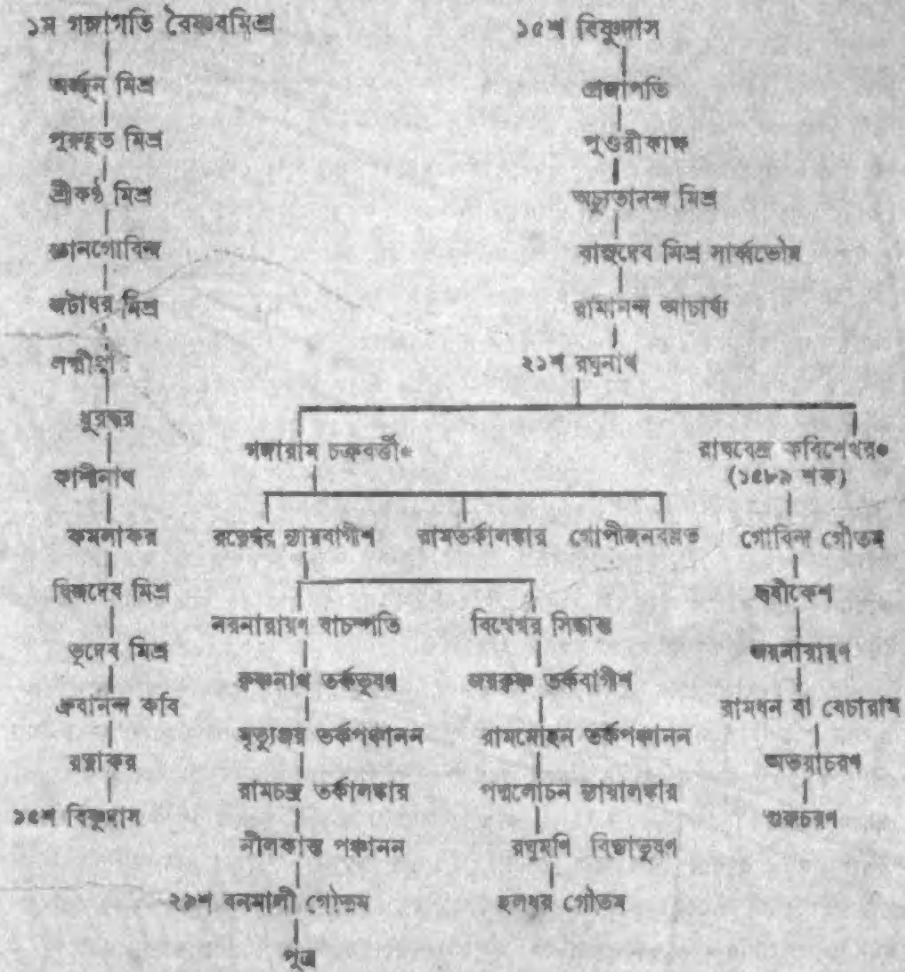 ১ম গঙ্গাগতি বৈষ্ণবমিশ্র
অর্জ্জুন মিশ্র
পুরুহূত মিশ্র
শ্রীকণ্ঠ মিশ্র
জ্ঞানগোবিন্দ
জটাধর মিশ্র
ধুরন্ধর
কাশীনাথ
কমলাকর
দ্বিজদেব মিশ্র
ভূদেব মিশ্র
ধ্রুবানন্দ কবি
রত্নাকর
১৫শ বিষ্ণুদাস
১৫শ বিষ্ণুদাস
প্রজাপতি
পুণ্ডরীকাক্ষ
অচ্যুতানন্দ মিশ্র
বাসুদেব মিশ্র সার্ব্বভৌম
রামানন্দ আচার্য্য
২১শ রঘুনাথ
গঙ্গারাম চক্রবর্ত্তী*
রত্নেশ্বর ন্যায়বাগীশ
রামতর্কালঙ্কার
গোপীজনবল্লভ
নরনারায়ণ বাচস্পতি
কৃষ্ণনাথ তর্কভূষণ
মৃত্যুঞ্জয় তর্কপঞ্চানন
রামচন্দ্র তর্কালঙ্কার
নীলকান্ত পঞ্চানন
২৯শ বনমালী গৌতম
পুত্র
বিশ্বেশ্বর সিদ্ধান্ত
জয়কৃষ্ণ তর্কবাগীশ
রামমোহন তর্কপঞ্চানন
পদ্মলোচন ন্যায়ালঙ্কার
রঘুমণি বিদ্যাভূষণ
হলধর গৌতম
রাঘবেন্দ্র কবিশেখর*
(১৫৮৯ শক)
গোবিন্দ গৌতম
হৃষীকেশ
জয়নারায়ণ
রামধন বা বেচারাম
অভয়াচরণ
গুরুচরণ